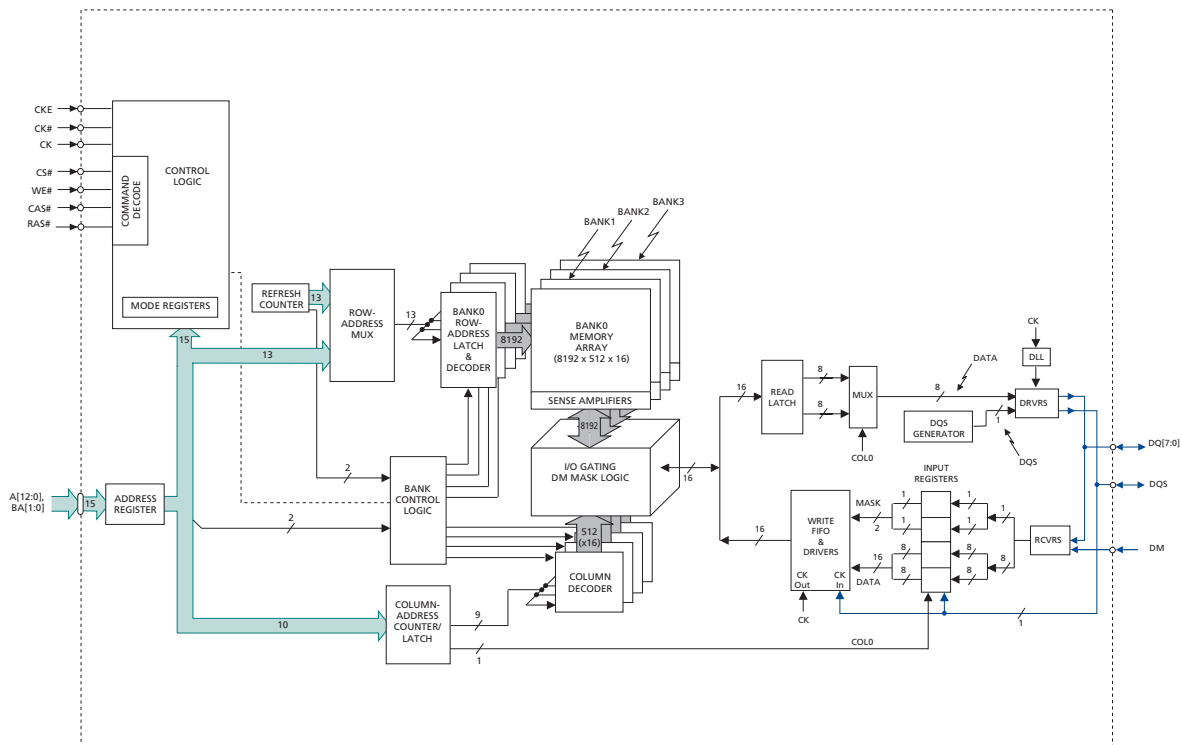 CKE
CK#
CK
CS#
WE#
CAS#
RAS#
COMMAND
DECODE
CONTROL
LOGIC
MODE REGISTERS
15
REFRESH
COUNTER
13
13
ROW-
ADDRESS
MUX
13
BANK0
ROW-
ADDRESS
LATCH
&
DECODER
8192
BANK1
BANK2
BANK3
BANK0
MEMORY
ARRAY
(8192 x 512 x 16)
SENSE AMPLIFIERS
8192
I/O GATING
DM MASK LOGIC
16
2
2
BANK
CONTROL
LOGIC
512
(x16)
COLUMN
DECODER
A[12:0],
BA[1:0]
15
ADDRESS
REGISTER
10
COLUMN-
ADDRESS
COUNTER/
LATCH
9
1
COL0
16
READ
LATCH
8
8
MUX
COL0
8
DATA
DQS
GENERATOR
1
DQS
CK
DLL
DRVRS
DQ[7:0]
DQS
DM
RCVRS
INPUT
REGISTERS
1
1
8
8
1
1
8
8
1
8
MASK
2
16
DATA
16
WRITE
FIFO
&
DRIVERS
CK
Out
CK
In
CK
1